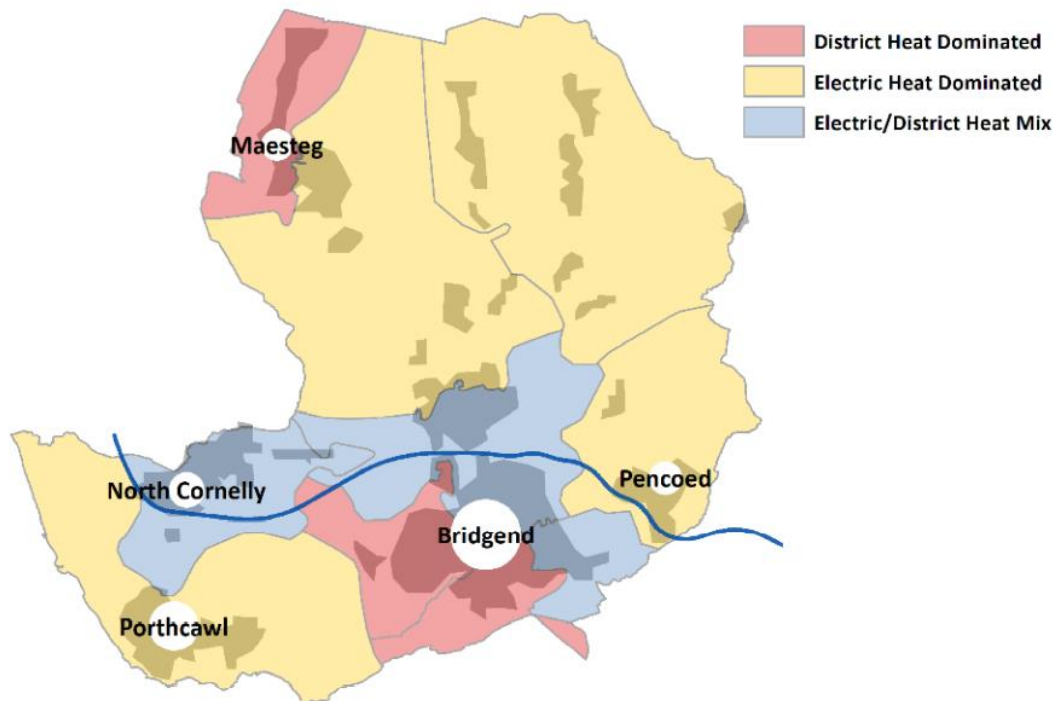 District Heat Dominated
Electric Heat Dominated
Electric/District Heat Mix
Maesteg
North Cornelly
Pencoed
Bridgend
Porthcawl